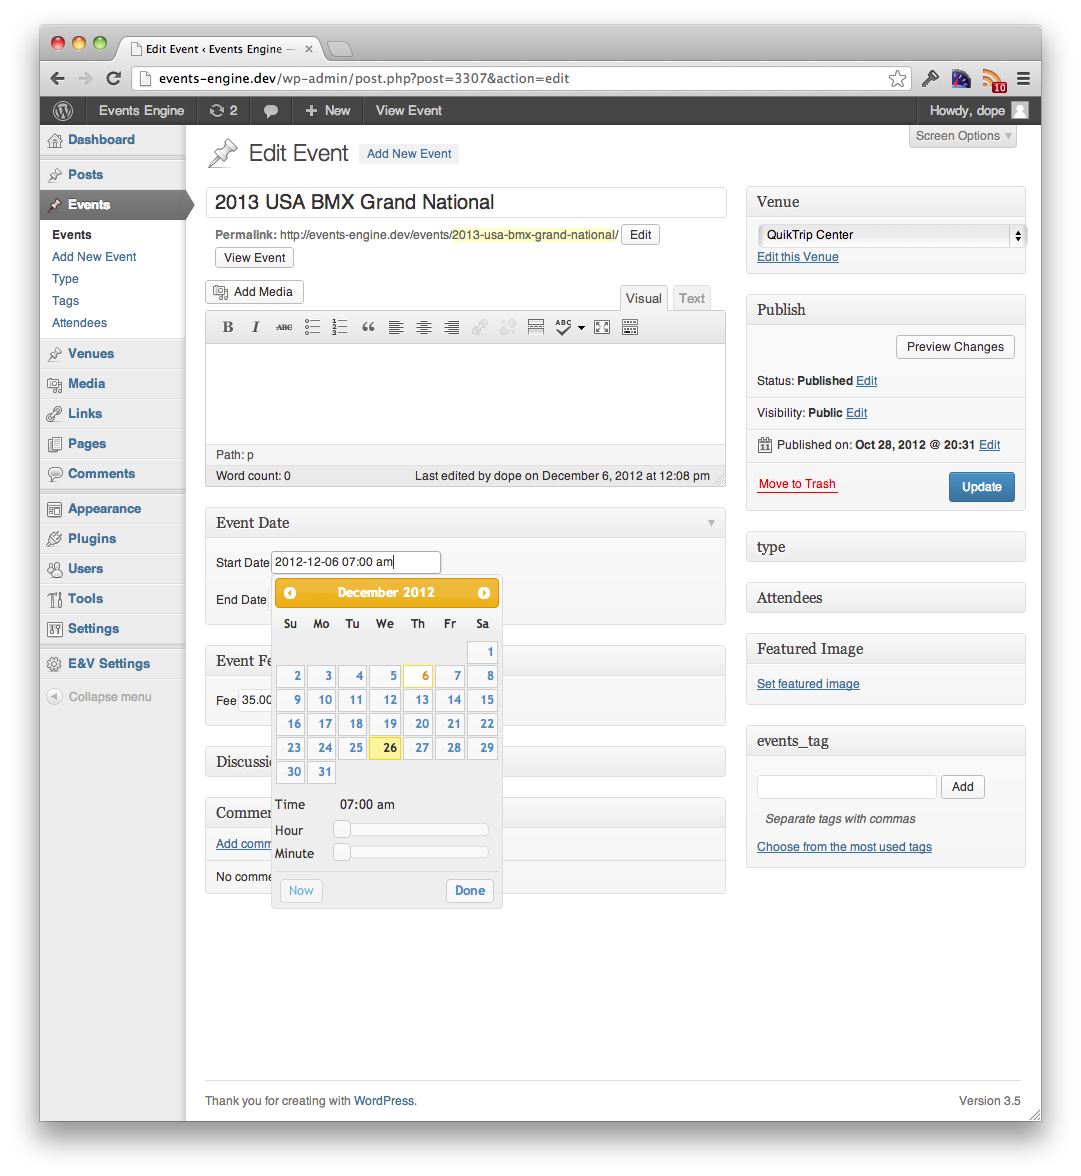 Edit Event ‹ Events Engine —
events-engine.dev/wp-admin/post.php?post=3307&action=edit
10
Events Engine 2 New View Event Howdy, dope
Screen Options
Dashboard
Posts
Events
Events
Add New Event
Type
Tags
Attendees
Venues
Media
Links
Pages
Comments
Appearance
Plugins
Users
Tools
Settings
E&V Settings
Collapse menu
Edit Event Add New Event
2013 USA BMX Grand National
Permalink: http://events-engine.dev/events/2013-usa-bmx-grand-national/ Edit
View Event
Add Media
Visual Text
B I ABC ABC
Path: p
Word count: 0 Last edited by dope on December 6, 2012 at 12:08 pm
Event Date
Start Date 2012-12-06 07:00 am
End Date
December 2012
Su Mo Tu We Th Fr Sa
1
2 3 4 5 6 7 8
9 10 11 12 13 14 15
16 17 18 19 20 21 22
23 24 25 26 27 28 29
30 31
Time 07:00 am
Hour
Minute
Now Done
Event Fe
Fee 35.00
Discussi
Commen
Add comm
No comme
Venue
QuikTrip Center
Edit this Venue
Publish
Preview Changes
Status: Published Edit
Visibility: Public Edit
11 Published on: Oct 28, 2012 @ 20:31 Edit
Move to Trash Update
type
Attendees
Featured Image
Set featured image
events_tag
Add
Separate tags with commas
Choose from the most used tags
Thank you for creating with WordPress. Version 3.5